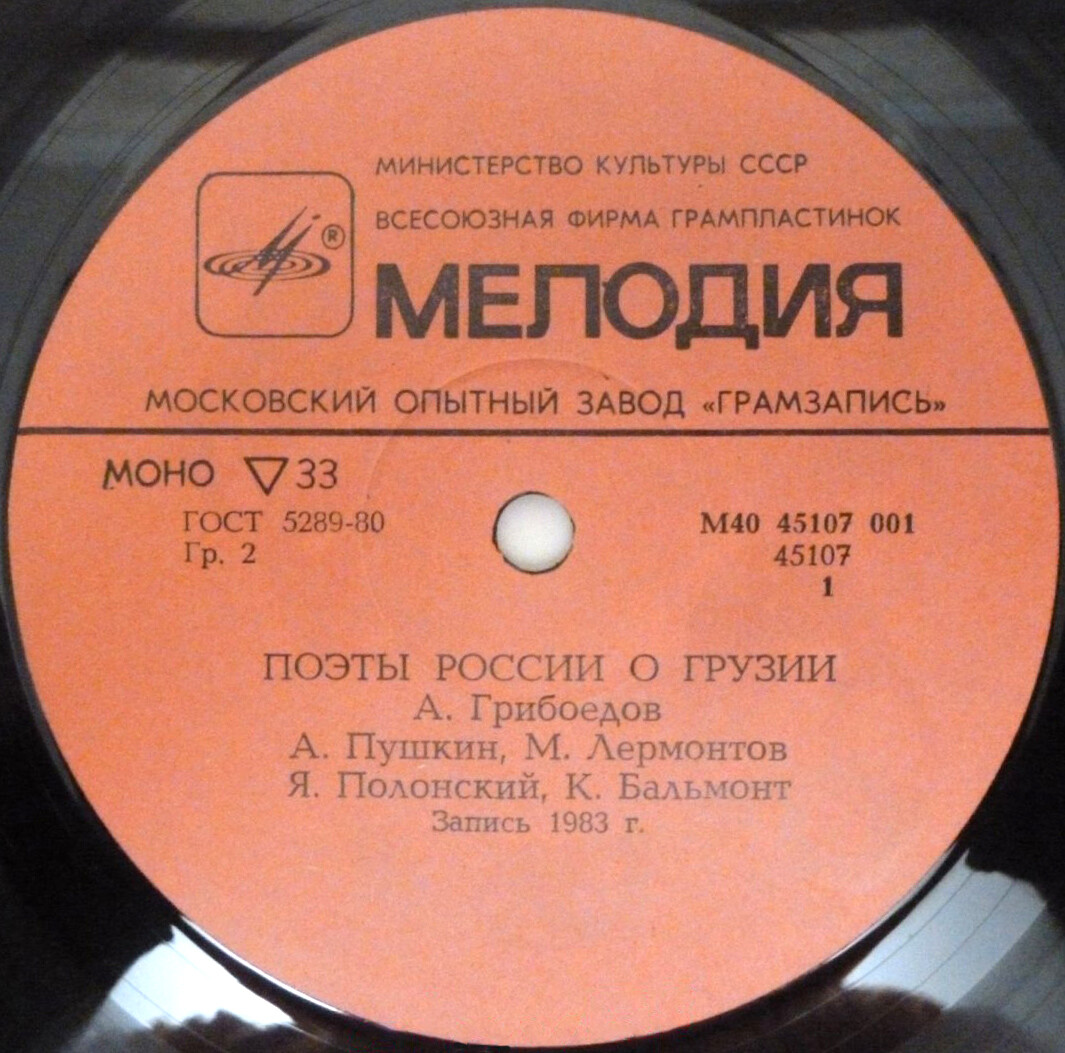 МИНИСТЕРСТВО КУЛЬТУРЫ СССР
ВСЕСОЮЗНАЯ ФИРМА ГРАМПЛАСТИНОК
®
МЕЛОДИЯ
МОСКОВСКИЙ ОПЫТНЫЙ ЗАВОД «ГРАМЗАПИСЬ»
МОНО ▽ 33
ГОСТ 5289-80
Гр. 2
М40 45107 001
45107
1
ПОЭТЫ РОССИИ О ГРУЗИИ
А. Грибоедов
А. Пушкин, М. Лермонтов
Я. Полонский, К. Бальмонт
Запись 1983 г.